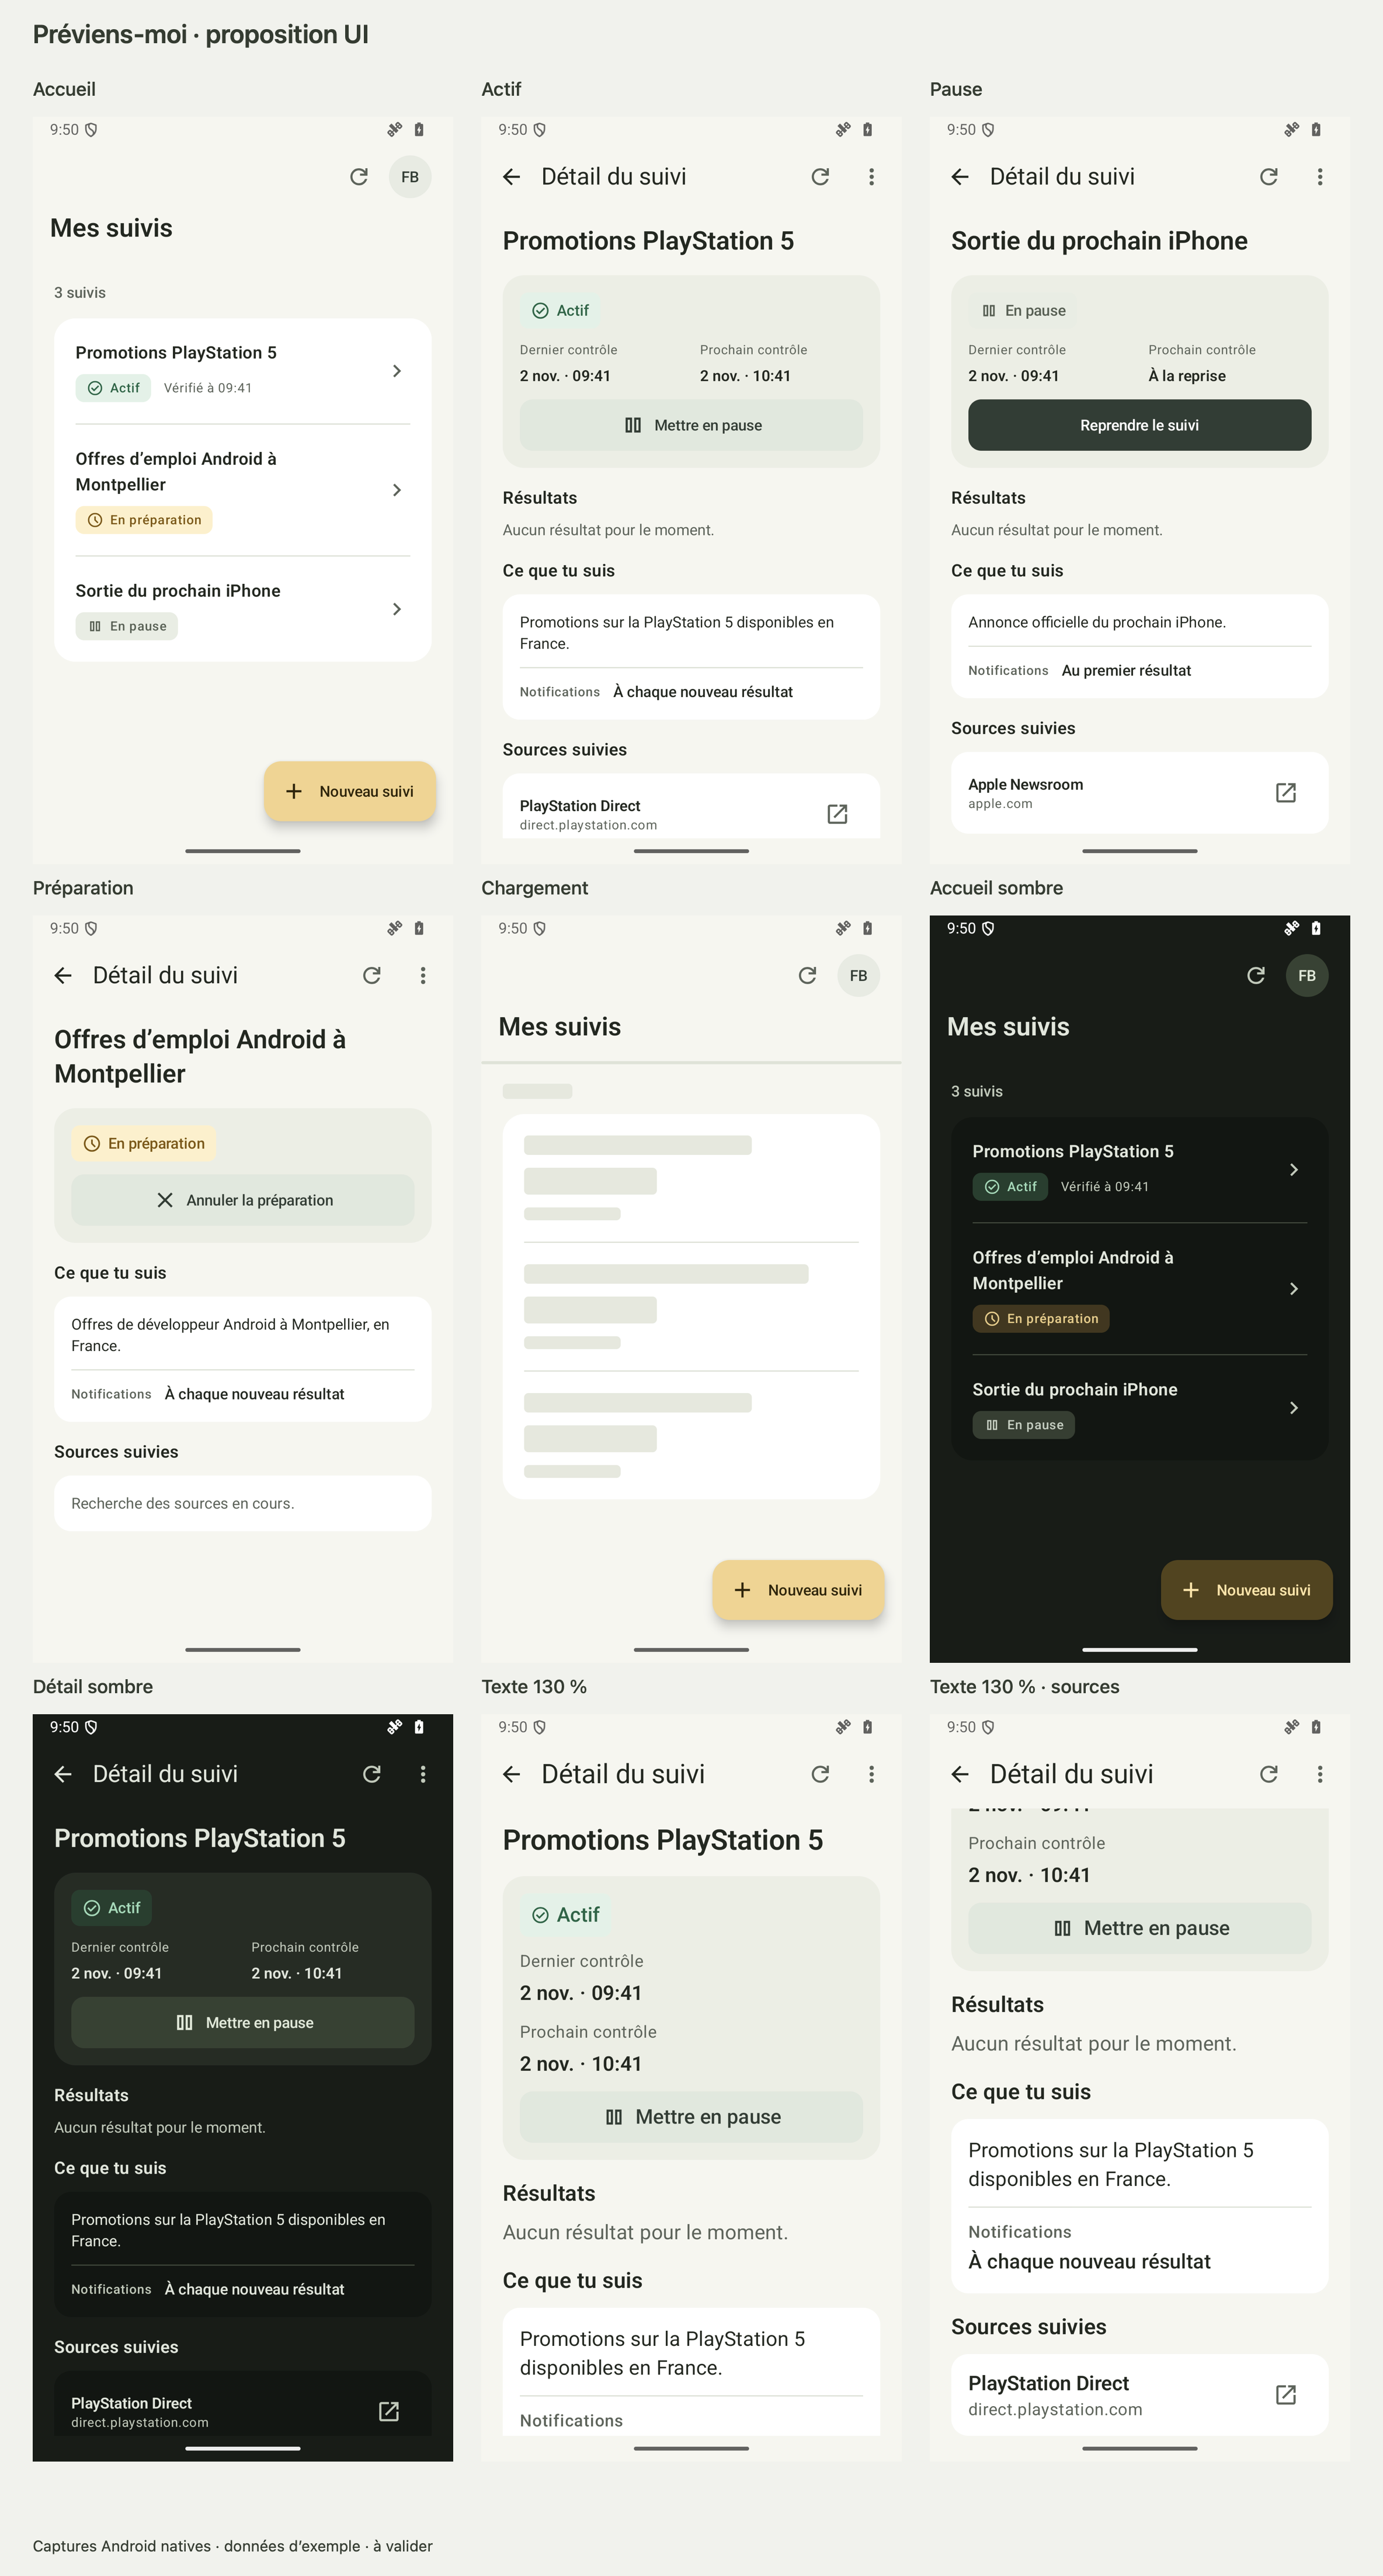 Préviens-moi · proposition UI
Accueil
9:50
FB
Mes suivis
3 suivis
Promotions PlayStation 5
Actif
Vérifié à 09:41
Offres d’emploi Android à
Montpellier
En préparation
Sortie du prochain iPhone
En pause
Nouveau suivi
Actif
9:50
Détail du suivi
Promotions PlayStation 5
Actif
Dernier contrôle
Prochain contrôle
2 nov. · 09:41
2 nov. · 10:41
Mettre en pause
Résultats
Aucun résultat pour le moment.
Ce que tu suis
Promotions sur la PlayStation 5 disponibles en
France.
Notifications À chaque nouveau résultat
Sources suivies
PlayStation Direct
direct.playstation.com
Pause
9:50
Détail du suivi
Sortie du prochain iPhone
En pause
Dernier contrôle
Prochain contrôle
2 nov. · 09:41
À la reprise
Reprendre le suivi
Résultats
Aucun résultat pour le moment.
Ce que tu suis
Annonce officielle du prochain iPhone.
Notifications Au premier résultat
Sources suivies
Apple Newsroom
apple.com
Préparation
9:50
Détail du suivi
Offres d’emploi Android à
Montpellier
En préparation
Annuler la préparation
Ce que tu suis
Offres de développeur Android à Montpellier, en
France.
Notifications À chaque nouveau résultat
Sources suivies
Recherche des sources en cours.
Chargement
9:50
FB
Mes suivis
Nouveau suivi
Accueil sombre
9:50
FB
Mes suivis
3 suivis
Promotions PlayStation 5
Actif
Vérifié à 09:41
Offres d’emploi Android à
Montpellier
En préparation
Sortie du prochain iPhone
En pause
Nouveau suivi
Détail sombre
9:50
Détail du suivi
Promotions PlayStation 5
Actif
Dernier contrôle
Prochain contrôle
2 nov. · 09:41
2 nov. · 10:41
Mettre en pause
Résultats
Aucun résultat pour le moment.
Ce que tu suis
Promotions sur la PlayStation 5 disponibles en
France.
Notifications À chaque nouveau résultat
Sources suivies
PlayStation Direct
direct.playstation.com
Texte 130 %
9:50
Détail du suivi
Promotions PlayStation 5
Actif
Dernier contrôle
2 nov. · 09:41
Prochain contrôle
2 nov. · 10:41
Mettre en pause
Résultats
Aucun résultat pour le moment.
Ce que tu suis
Promotions sur la PlayStation 5
disponibles en France.
Notifications
Texte 130 % · sources
9:50
Détail du suivi
2 nov. · 09:41
Prochain contrôle
2 nov. · 10:41
Mettre en pause
Résultats
Aucun résultat pour le moment.
Ce que tu suis
Promotions sur la PlayStation 5
disponibles en France.
Notifications
À chaque nouveau résultat
Sources suivies
PlayStation Direct
direct.playstation.com
Captures Android natives · données d’exemple · à valider